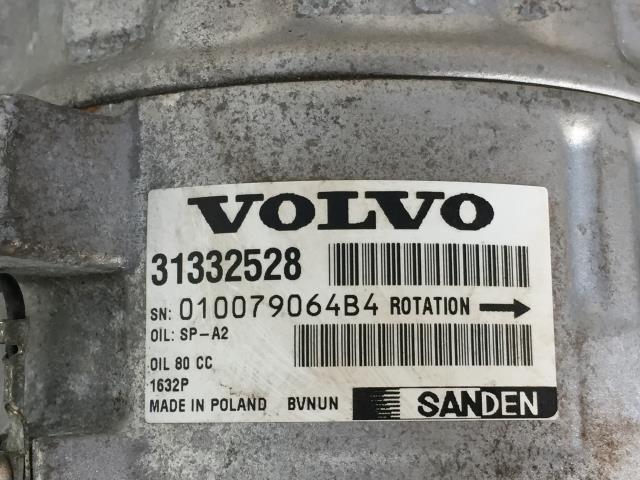 VOLVO
31332528
SN: 010079064B4 ROTATION
OIL: SP-A2
OIL 80 CC
1632P
MADE IN POLAND BVNUN SANDEN